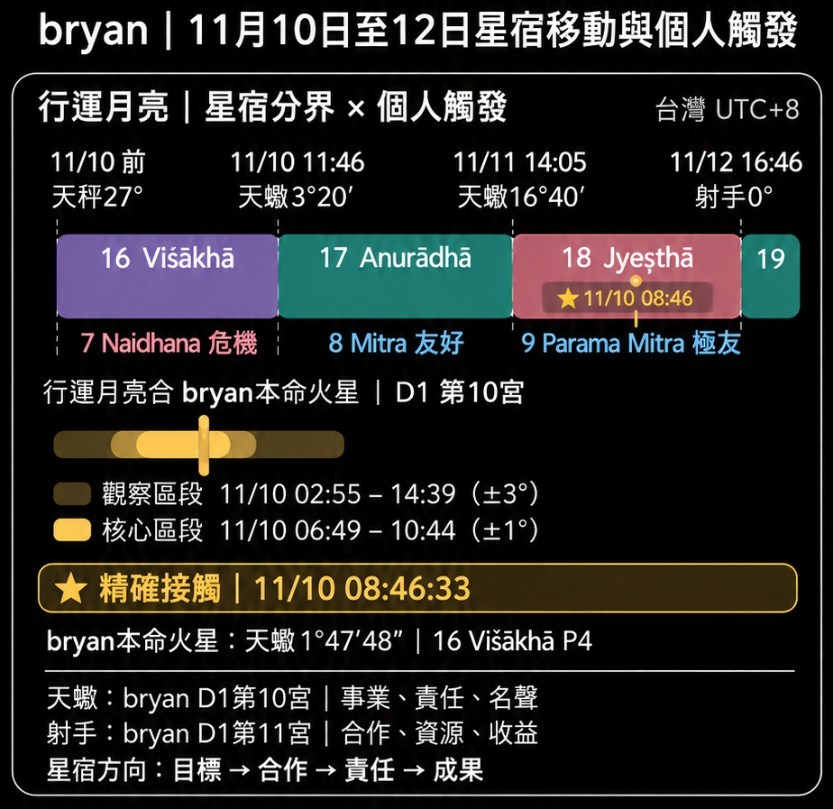 bryan｜11月10日至12日星宿移動與個人觸發
行運月亮｜星宿分界 × 個人觸發
台灣 UTC+8
11/10 前
天秤27°
11/10 11:46
天蠍3°20′
11/11 14:05
天蠍16°40′
11/12 16:46
射手0°
16 Viśākhā
17 Anurādhā
18 Jyeṣṭhā
19
★ 11/10 08:46
7 Naidhana 危機
8 Mitra 友好
9 Parama Mitra 極友
行運月亮合 bryan本命火星｜D1 第10宮
觀察區段 11/10 02:55 – 14:39（±3°）
核心區段 11/10 06:49 – 10:44（±1°）
★ 精確接觸｜11/10 08:46:33
bryan本命火星：天蠍1°47′48″｜16 Višākhā P4
天蠍：bryan D1第10宮｜事業、責任、名聲
射手：bryan D1第11宮｜合作、資源、收益
星宿方向：目標 → 合作 → 責任 → 成果